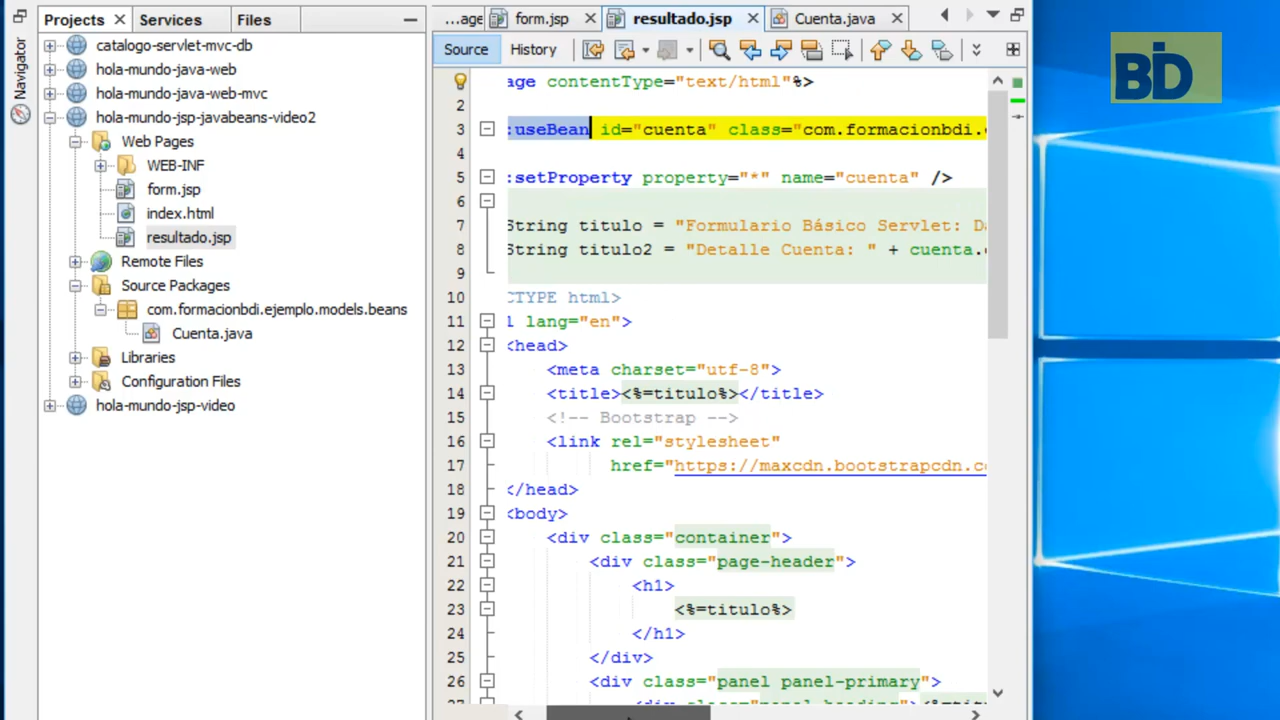 Projects
Services
Files
Navigator
catalogo-servlet-mvc-db
hola-mundo-java-web
hola-mundo-java-web-mvc
hola-mundo-jsp-javabeans-video2
Web Pages
WEB-INF
form.jsp
index.html
resultado.jsp
Remote Files
Source Packages
com.formacionbdi.ejemplo.models.beans
Cuenta.java
Libraries
Configuration Files
hola-mundo-jsp-video
...age
form.jsp
resultado.jsp
Cuenta.java
Source
History
age contentType="text/html"%>
2
3 :useBean id="cuenta" class="com.formacionbdi.
4
5 :setProperty property="*" name="cuenta" />
6
7 String titulo = "Formulario Básico Servlet: D
8 String titulo2 = "Detalle Cuenta: " + cuenta.
9
10 CTYPE html>
11 l lang="en">
12 <head>
13 <meta charset="utf-8">
14 <title><%=titulo%></title>
15 <!-- Bootstrap -->
16 <link rel="stylesheet"
17 href="https://maxcdn.bootstrapcdn.c
18 </head>
19 <body>
20 <div class="container">
21 <div class="page-header">
22 <h1>
23 <%=titulo%>
24 </h1>
25 </div>
26 <div class="panel panel-primary">
BD